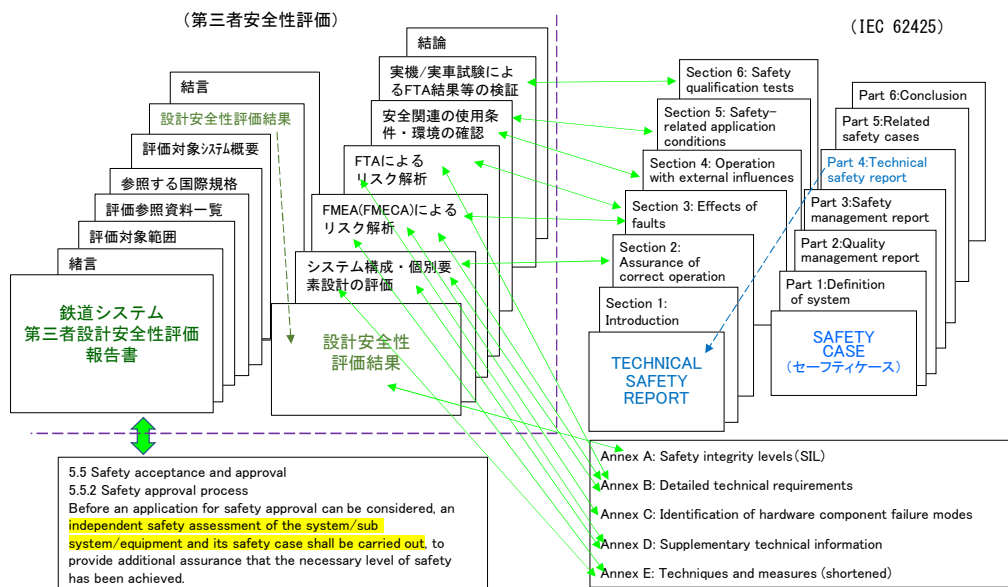 (第三者安全性評価)
(IEC 62425)
結言
設計安全性評価結果
評価対象システム概要
参照する国際規格
評価参照資料一覧
評価対象範囲
緒言
鉄道システム
第三者設計安全性評価
報告書
結論
実機/実車試験によ
るFTA結果等の検証
安全関連の使用条
件・環境の確認
FTAによる
リスク解析
FMEA(FMECA)による
リスク解析
システム構成・個別要
素設計の評価
設計安全性
評価結果
Section 6: Safety
qualification tests
Section 5: Safety-
related application
conditions
Section 4: Operation
with external influences
Section 3: Effects of
faults
Section 2:
Assurance of
correct operation
Section 1:
Introduction
TECHNICAL
SAFETY
REPORT
Part 6:Conclusion
Part 5:Related
safety cases
Part 4:Technical
safety report
Part 3:Safety
management report
Part 2:Quality
management report
Part 1:Definition
of system
SAFETY
CASE
(セーフティケース)
5.5 Safety acceptance and approval
5.5.2 Safety approval process
Before an application for safety approval can be considered, an
independent safety assessment of the system/sub
system/equipment and its safety case shall be carried out, to
provide additional assurance that the necessary level of safety
has been achieved.
Annex A: Safety integrity levels(SIL)
Annex B: Detailed technical requirements
Annex C: Identification of hardware component failure modes
Annex D: Supplementary technical information
Annex E: Techniques and measures (shortened)